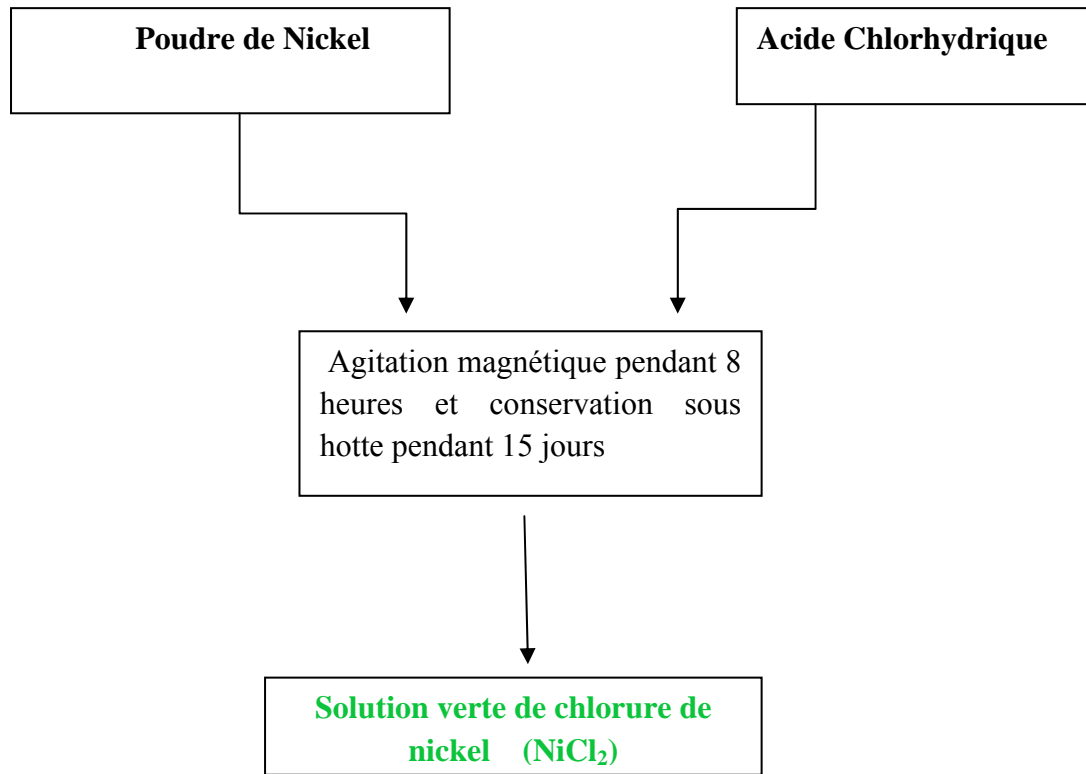 Poudre de Nickel
Acide Chlorhydrique
Agitation magnétique pendant 8
heures et conservation sous
hotte pendant 15 jours
Solution verte de chlorure de
nickel (NiCl₂)